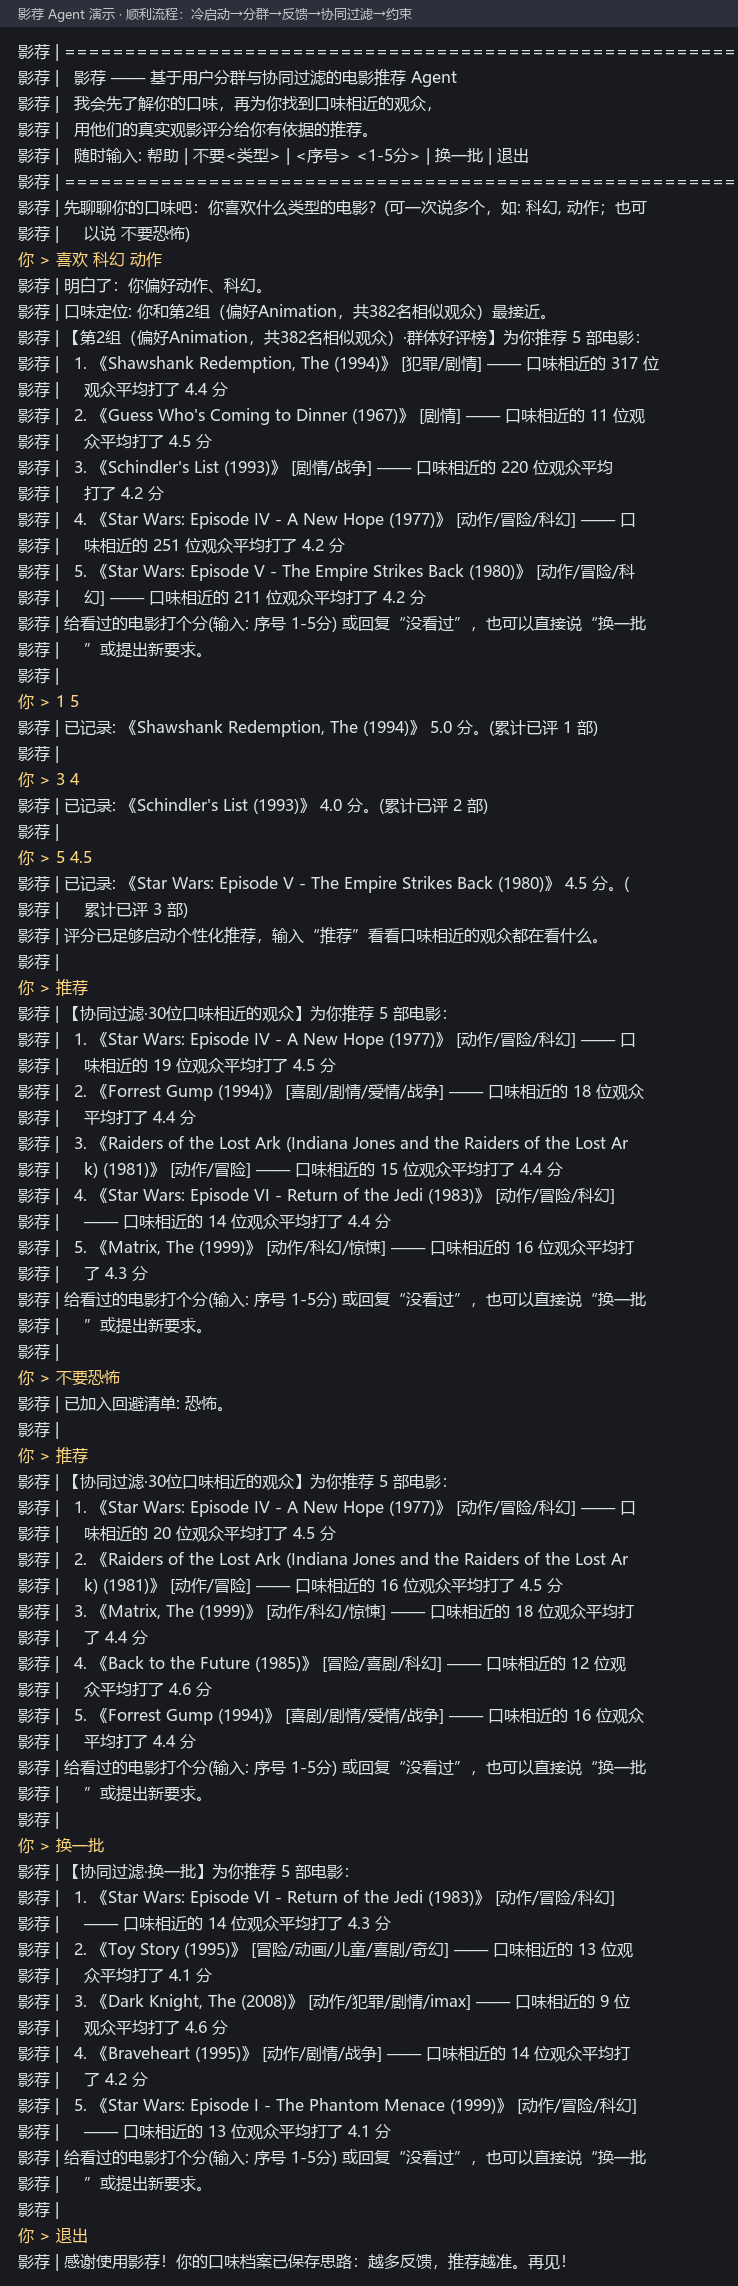 影荐 Agent 演示 · 顺利流程：冷启动→分群→反馈→协同过滤→约束
影荐 | ========================================================
影荐 |   影荐 —— 基于用户分群与协同过滤的电影推荐 Agent
影荐 |   我会先了解你的口味，再为你找到口味相近的观众，
影荐 |   用他们的真实观影评分给你有依据的推荐。
影荐 |   随时输入: 帮助 | 不要<类型> | <序号> <1-5分> | 换一批 | 退出
影荐 | ========================================================
影荐 | 先聊聊你的口味吧：你喜欢什么类型的电影？(可一次说多个，如: 科幻, 动作；也可
影荐 |     以说 不要恐怖)
你 > 喜欢 科幻 动作
影荐 | 明白了：你偏好动作、科幻。
影荐 | 口味定位: 你和第2组（偏好Animation，共382名相似观众）最接近。
影荐 | 【第2组（偏好Animation，共382名相似观众）·群体好评榜】为你推荐 5 部电影：
影荐 |   1. 《Shawshank Redemption, The (1994)》 [犯罪/剧情] —— 口味相近的 317 位
影荐 |     观众平均打了 4.4 分
影荐 |   2. 《Guess Who's Coming to Dinner (1967)》 [剧情] —— 口味相近的 11 位观
影荐 |     众平均打了 4.5 分
影荐 |   3. 《Schindler's List (1993)》 [剧情/战争] —— 口味相近的 220 位观众平均
影荐 |     打了 4.2 分
影荐 |   4. 《Star Wars: Episode IV - A New Hope (1977)》 [动作/冒险/科幻] —— 口
影荐 |     味相近的 251 位观众平均打了 4.2 分
影荐 |   5. 《Star Wars: Episode V - The Empire Strikes Back (1980)》 [动作/冒险/科
影荐 |     幻] —— 口味相近的 211 位观众平均打了 4.2 分
影荐 | 给看过的电影打个分(输入: 序号 1-5分) 或回复“没看过”，也可以直接说“换一批
影荐 |     ”或提出新要求。
影荐 |
你 > 1 5
影荐 | 已记录: 《Shawshank Redemption, The (1994)》 5.0 分。(累计已评 1 部)
影荐 |
你 > 3 4
影荐 | 已记录: 《Schindler's List (1993)》 4.0 分。(累计已评 2 部)
影荐 |
你 > 5 4.5
影荐 | 已记录: 《Star Wars: Episode V - The Empire Strikes Back (1980)》 4.5 分。(
影荐 |     累计已评 3 部)
影荐 | 评分已足够启动个性化推荐，输入“推荐”看看口味相近的观众都在看什么。
影荐 |
你 > 推荐
影荐 | 【协同过滤·30位口味相近的观众】为你推荐 5 部电影：
影荐 |   1. 《Star Wars: Episode IV - A New Hope (1977)》 [动作/冒险/科幻] —— 口
影荐 |     味相近的 19 位观众平均打了 4.5 分
影荐 |   2. 《Forrest Gump (1994)》 [喜剧/剧情/爱情/战争] —— 口味相近的 18 位观众
影荐 |     平均打了 4.4 分
影荐 |   3. 《Raiders of the Lost Ark (Indiana Jones and the Raiders of the Lost Ar
影荐 |     k) (1981)》 [动作/冒险] —— 口味相近的 15 位观众平均打了 4.4 分
影荐 |   4. 《Star Wars: Episode VI - Return of the Jedi (1983)》 [动作/冒险/科幻]
影荐 |     —— 口味相近的 14 位观众平均打了 4.4 分
影荐 |   5. 《Matrix, The (1999)》 [动作/科幻/惊悚] —— 口味相近的 16 位观众平均打
影荐 |     了 4.3 分
影荐 | 给看过的电影打个分(输入: 序号 1-5分) 或回复“没看过”，也可以直接说“换一批
影荐 |     ”或提出新要求。
影荐 |
你 > 不要恐怖
影荐 | 已加入回避清单: 恐怖。
影荐 |
你 > 推荐
影荐 | 【协同过滤·30位口味相近的观众】为你推荐 5 部电影：
影荐 |   1. 《Star Wars: Episode IV - A New Hope (1977)》 [动作/冒险/科幻] —— 口
影荐 |     味相近的 20 位观众平均打了 4.5 分
影荐 |   2. 《Raiders of the Lost Ark (Indiana Jones and the Raiders of the Lost Ar
影荐 |     k) (1981)》 [动作/冒险] —— 口味相近的 16 位观众平均打了 4.5 分
影荐 |   3. 《Matrix, The (1999)》 [动作/科幻/惊悚] —— 口味相近的 18 位观众平均打
影荐 |     了 4.4 分
影荐 |   4. 《Back to the Future (1985)》 [冒险/喜剧/科幻] —— 口味相近的 12 位观
影荐 |     众平均打了 4.6 分
影荐 |   5. 《Forrest Gump (1994)》 [喜剧/剧情/爱情/战争] —— 口味相近的 16 位观众
影荐 |     平均打了 4.4 分
影荐 | 给看过的电影打个分(输入: 序号 1-5分) 或回复“没看过”，也可以直接说“换一批
影荐 |     ”或提出新要求。
影荐 |
你 > 换一批
影荐 | 【协同过滤·换一批】为你推荐 5 部电影：
影荐 |   1. 《Star Wars: Episode VI - Return of the Jedi (1983)》 [动作/冒险/科幻]
影荐 |     —— 口味相近的 14 位观众平均打了 4.3 分
影荐 |   2. 《Toy Story (1995)》 [冒险/动画/儿童/喜剧/奇幻] —— 口味相近的 13 位观
影荐 |     众平均打了 4.1 分
影荐 |   3. 《Dark Knight, The (2008)》 [动作/犯罪/剧情/imax] —— 口味相近的 9 位
影荐 |     观众平均打了 4.6 分
影荐 |   4. 《Braveheart (1995)》 [动作/剧情/战争] —— 口味相近的 14 位观众平均打
影荐 |     了 4.2 分
影荐 |   5. 《Star Wars: Episode I - The Phantom Menace (1999)》 [动作/冒险/科幻]
影荐 |     —— 口味相近的 13 位观众平均打了 4.1 分
影荐 | 给看过的电影打个分(输入: 序号 1-5分) 或回复“没看过”，也可以直接说“换一批
影荐 |     ”或提出新要求。
影荐 |
你 > 退出
影荐 | 感谢使用影荐！你的口味档案已保存思路：越多反馈，推荐越准。再见！